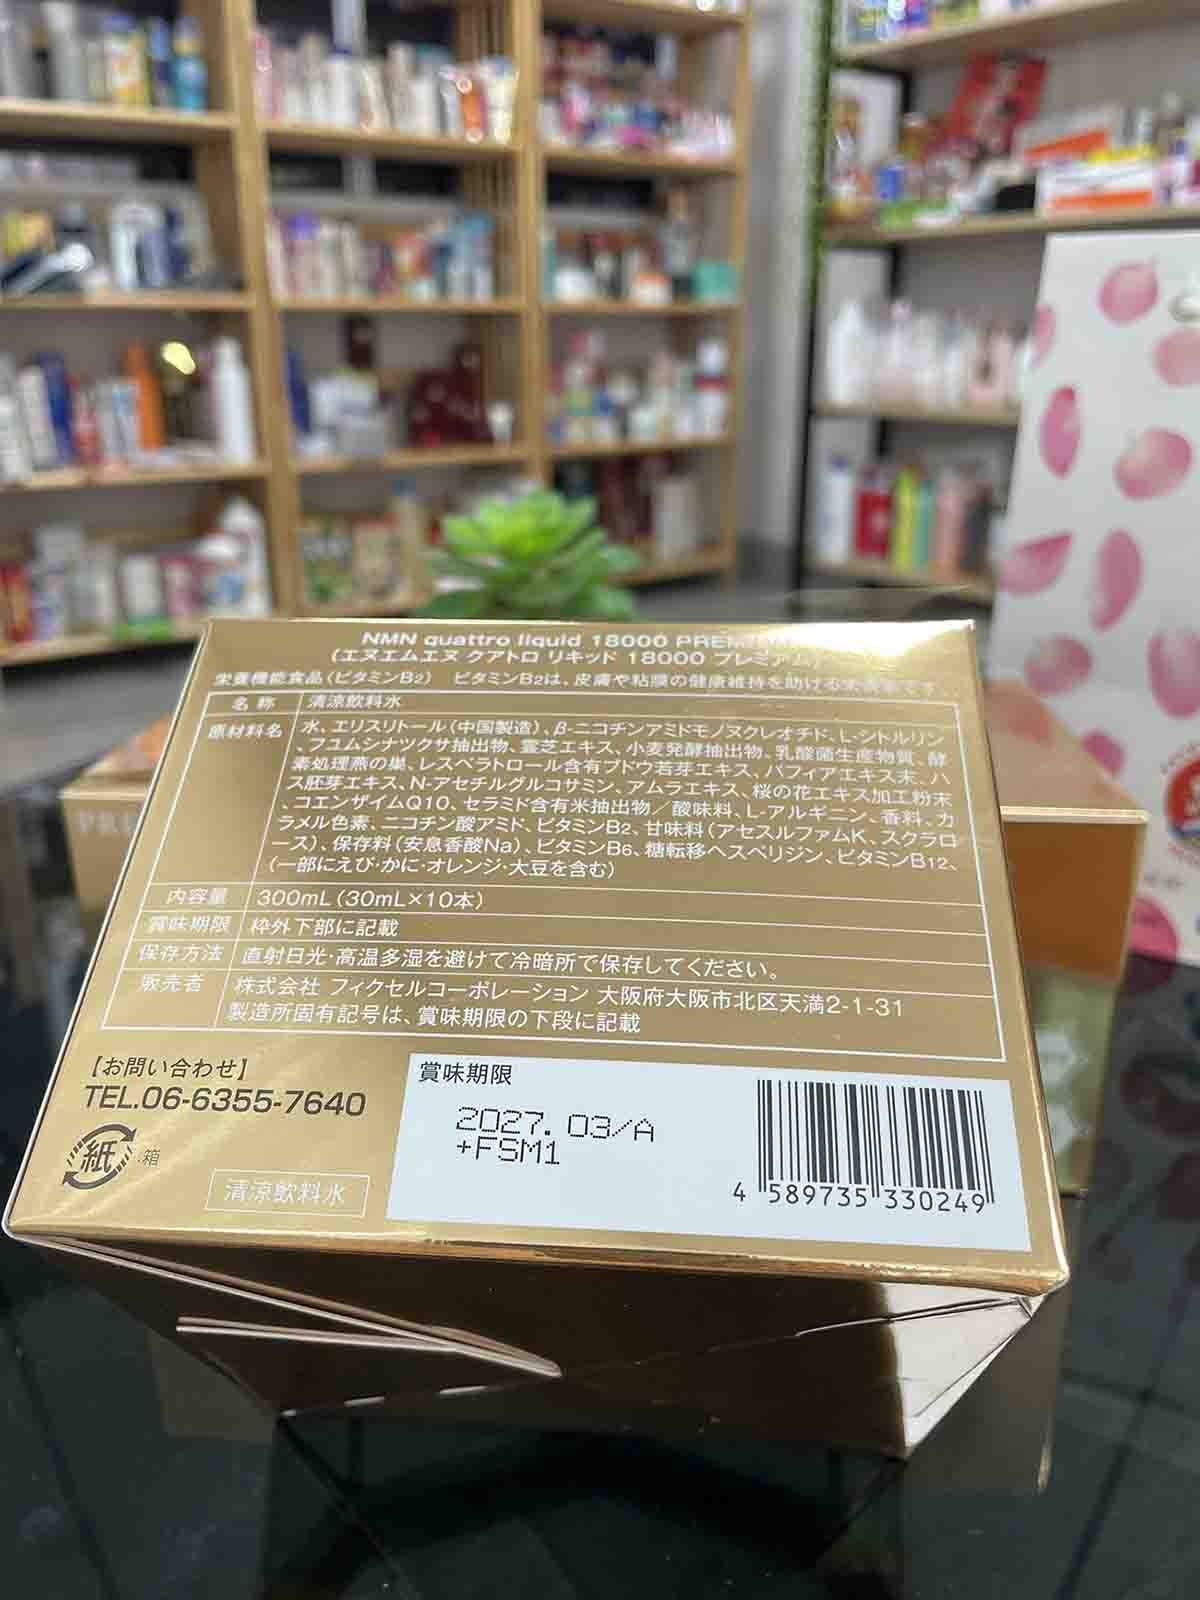 NMN quattro liquid 18000 PREMIUM
(エヌエムエヌ クアトロ リキッド 18000 プレミアム)
栄養機能食品(ビタミンB2) ビタミンB2は、皮膚や粘膜の健康維持を助ける栄養素です。
名称 清涼飲料水
原材料名 水、エリスリトール(中国製造)、β-ニコチンアミドモノヌクレオチド、L-シトルリン
、フユムシナツクサ抽出物、霊芝エキス、小麦発酵抽出物、乳酸菌生産物質、酵
素処理燕の巣、レスベラトロール含有ブドウ若芽エキス、パフィアエキス末、ハ
ス胚芽エキス、N-アセチルグルコサミン、アムラエキス、桜の花エキス加工粉末
、コエンザイムQ10、セラミド含有米抽出物/酸味料、L-アルギニン、香料、カ
ラメル色素、ニコチン酸アミド、ビタミンB2、甘味料(アセスルファムK、スクラロ
ース)、保存料(安息香酸Na)、ビタミンB6、糖転移ヘスペリジン、ビタミンB12、
(一部にえび・かに・オレンジ・大豆を含む)
内容量 300mL(30mL×10本)
賞味期限 枠外下部に記載
保存方法 直射日光・高温多湿を避けて冷暗所で保存してください。
販売者 株式会社 フィクセルコーポレーション 大阪府大阪市北区天満2-1-31
製造所固有記号は、賞味期限の下段に記載
【お問い合わせ】
TEL.06-6355-7640
紙 箱
清涼飲料水
賞味期限
2027. 03/A
+FSM1
4 589735 330249